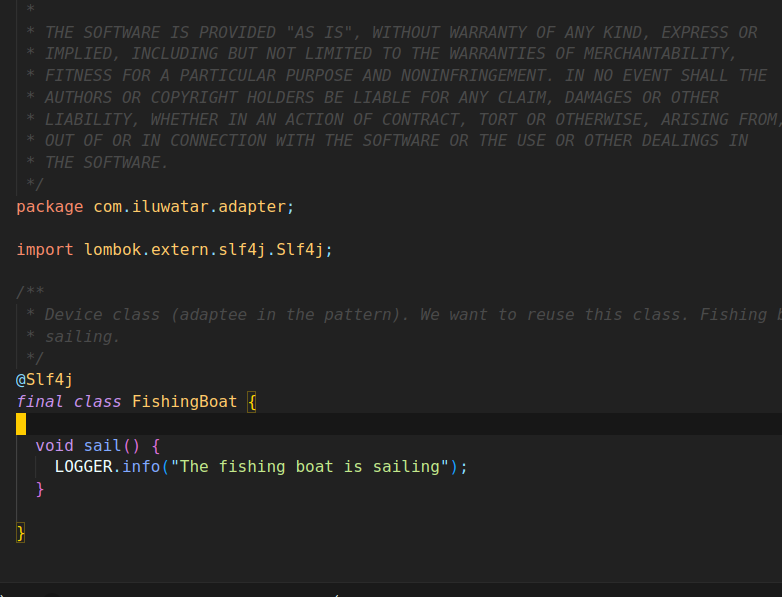 *
* THE SOFTWARE IS PROVIDED "AS IS", WITHOUT WARRANTY OF ANY KIND, EXPRESS OR
* IMPLIED, INCLUDING BUT NOT LIMITED TO THE WARRANTIES OF MERCHANTABILITY,
* FITNESS FOR A PARTICULAR PURPOSE AND NONINFRINGEMENT. IN NO EVENT SHALL THE
* AUTHORS OR COPYRIGHT HOLDERS BE LIABLE FOR ANY CLAIM, DAMAGES OR OTHER
* LIABILITY, WHETHER IN AN ACTION OF CONTRACT, TORT OR OTHERWISE, ARISING FROM,
* OUT OF OR IN CONNECTION WITH THE SOFTWARE OR THE USE OR OTHER DEALINGS IN
* THE SOFTWARE.
*/
package com.iluwatar.adapter;
import lombok.extern.slf4j.Slf4j;
/**
* Device class (adaptee in the pattern). We want to reuse this class. Fishing
* sailing.
*/
@Slf4j
final class FishingBoat {
void sail() {
LOGGER.info("The fishing boat is sailing");
}
}